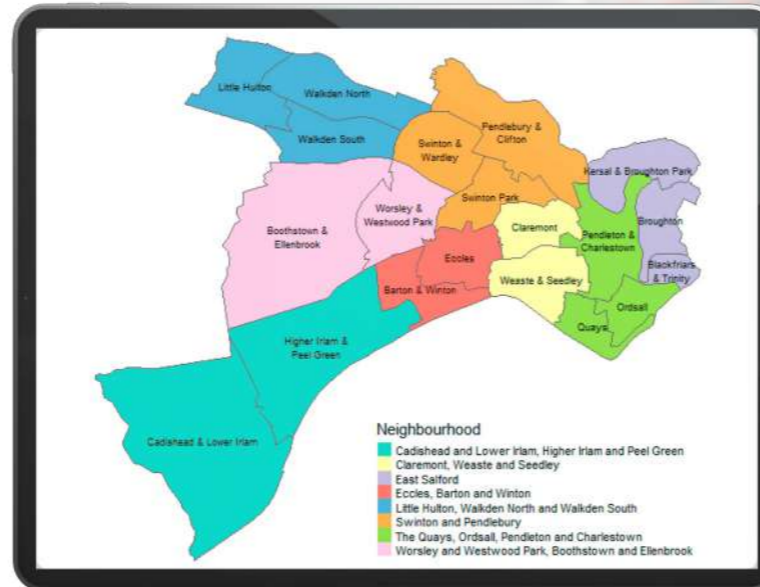 Little Hulton
Walkden North
Walkden South
Swinton &
Wardley
Pendlebury &
Clifton
Kersal & Broughton Park
Swinton Park
Worsley &
Westwood Park
Boothstown &
Ellenbrook
Claremont
Pendleton &
Charlestown
Broughton
Eccles
Blackfriars
& Trinity
Weaste & Seedley
Barton & Winton
Ordsall
Quays
Higher Irlam &
Peel Green
Cadishead & Lower Irlam
Neighbourhood
Cadishead and Lower Irlam, Higher Irlam and Peel Green
Claremont, Weaste and Seedley
East Salford
Eccles, Barton and Winton
Little Hulton, Walkden North and Walkden South
Swinton and Pendlebury
The Quays, Ordsall, Pendleton and Charlestown
Worsley and Westwood Park, Boothstown and Ellenbrook